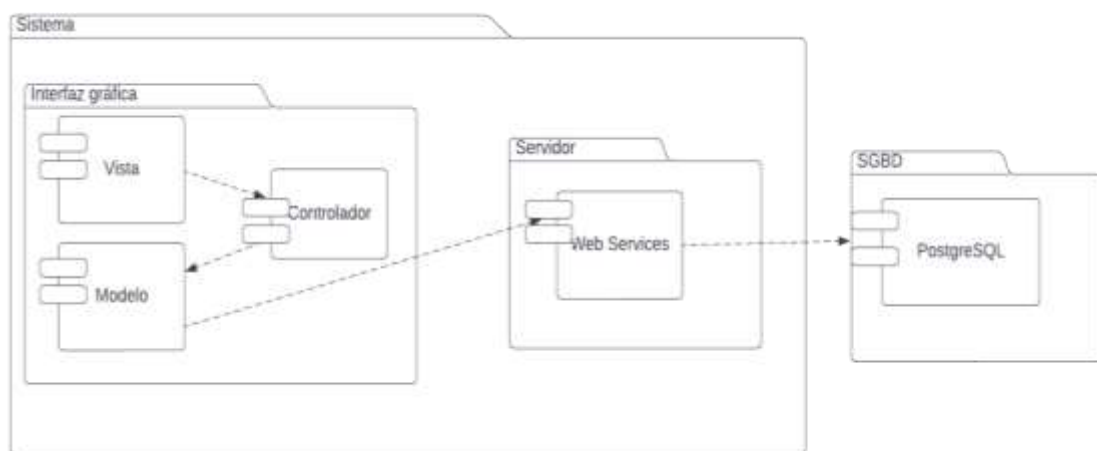 Sistema
Interfaz gráfica
Vista
Controlador
Modelo
Servidor
Web Services
SGBD
PostgreSQL